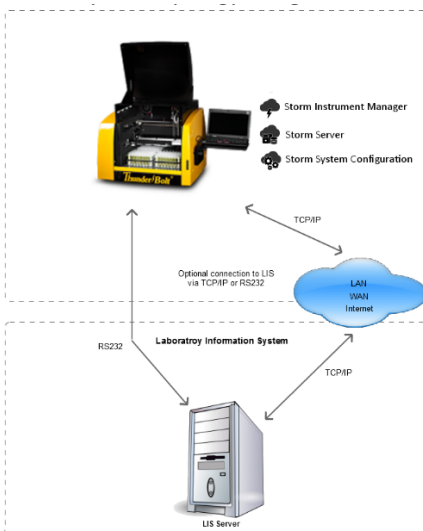 Storm Instrument Manager
Storm Server
Storm System Configuration
ThunderBolt
TCP/IP
Optional connection to LIS
via TCP/IP or RS232
LAN
WAN
Internet
Laboratroy Information System
RS232
TCP/IP
LIS Server